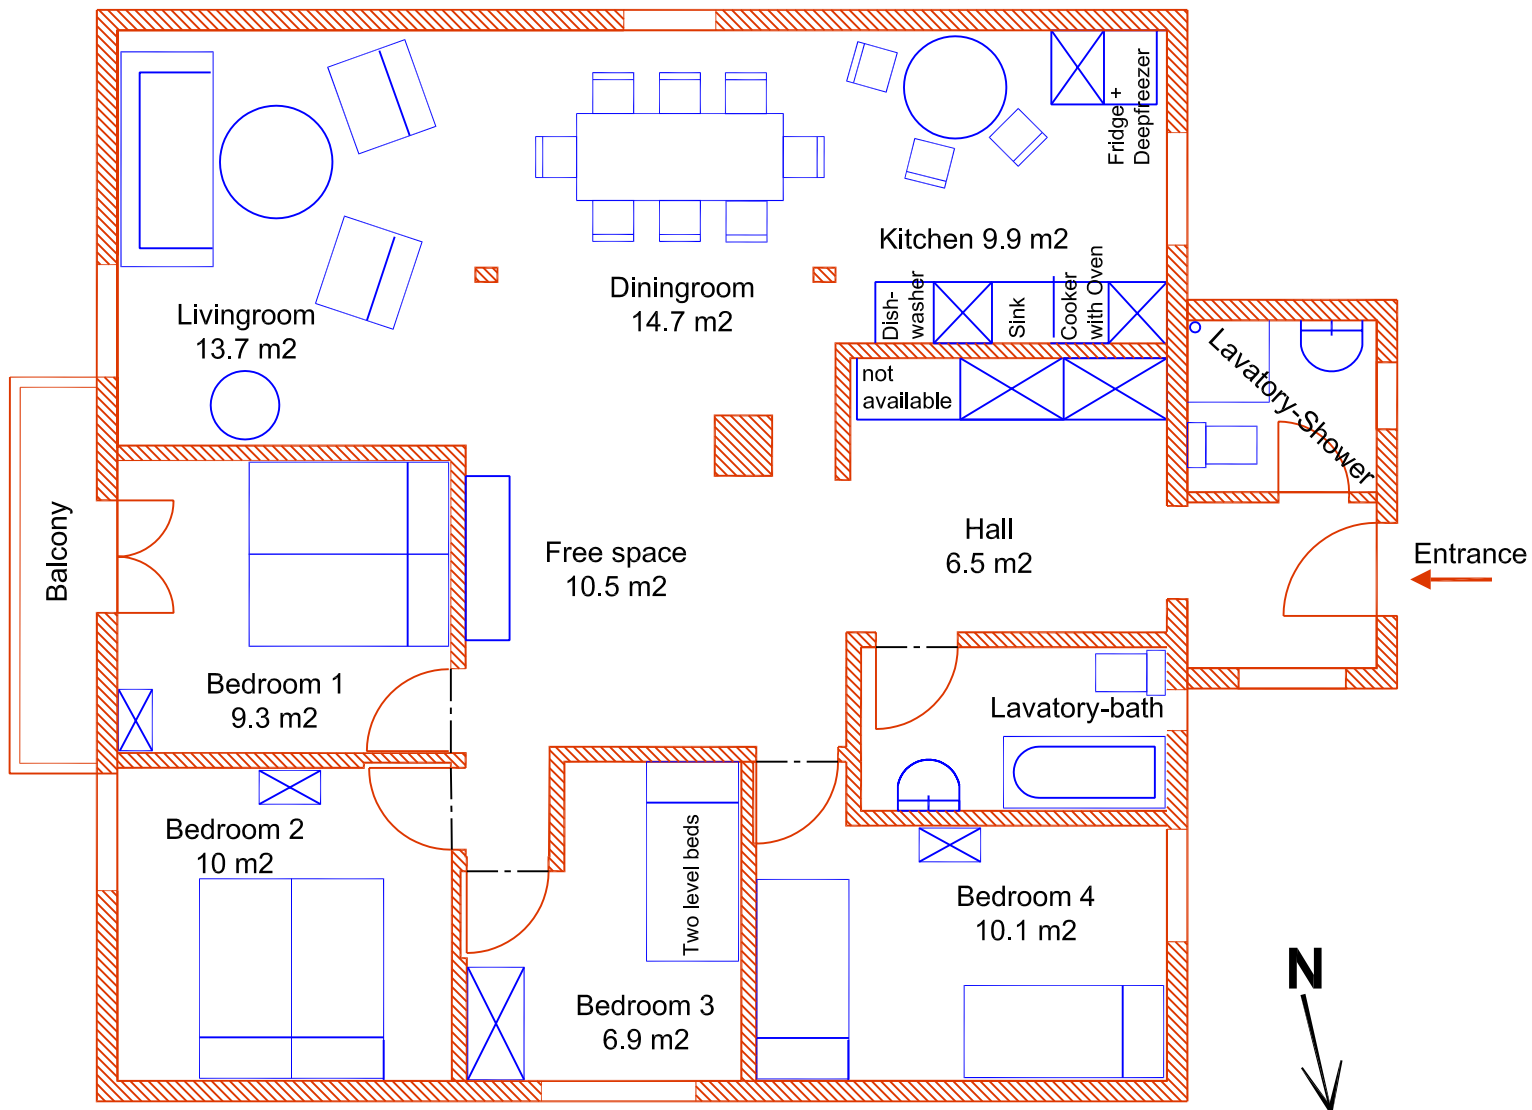 Fridge +
Deepfreezer
Kitchen 9.9 m2
Livingroom
13.7 m2
Diningroom
14.7 m2
Dish-
washer
Sink
Cooker
with Oven
not
available
Lavatory-Shower
Balcony
Free space
10.5 m2
Hall
6.5 m2
Entrance
Bedroom 1
9.3 m2
Lavatory-bath
Bedroom 2
10 m2
Two level beds
Bedroom 3
6.9 m2
Bedroom 4
10.1 m2
N